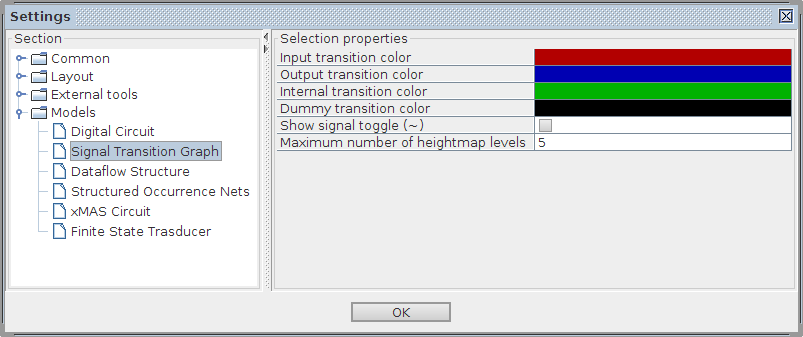 Settings
Section
Common
Layout
External tools
Models
Digital Circuit
Signal Transition Graph
Dataflow Structure
Structured Occurrence Nets
xMAS Circuit
Finite State Trasducer
Selection properties
Input transition color
Output transition color
Internal transition color
Dummy transition color
Show signal toggle (~)
Maximum number of heightmap levels 5
OK